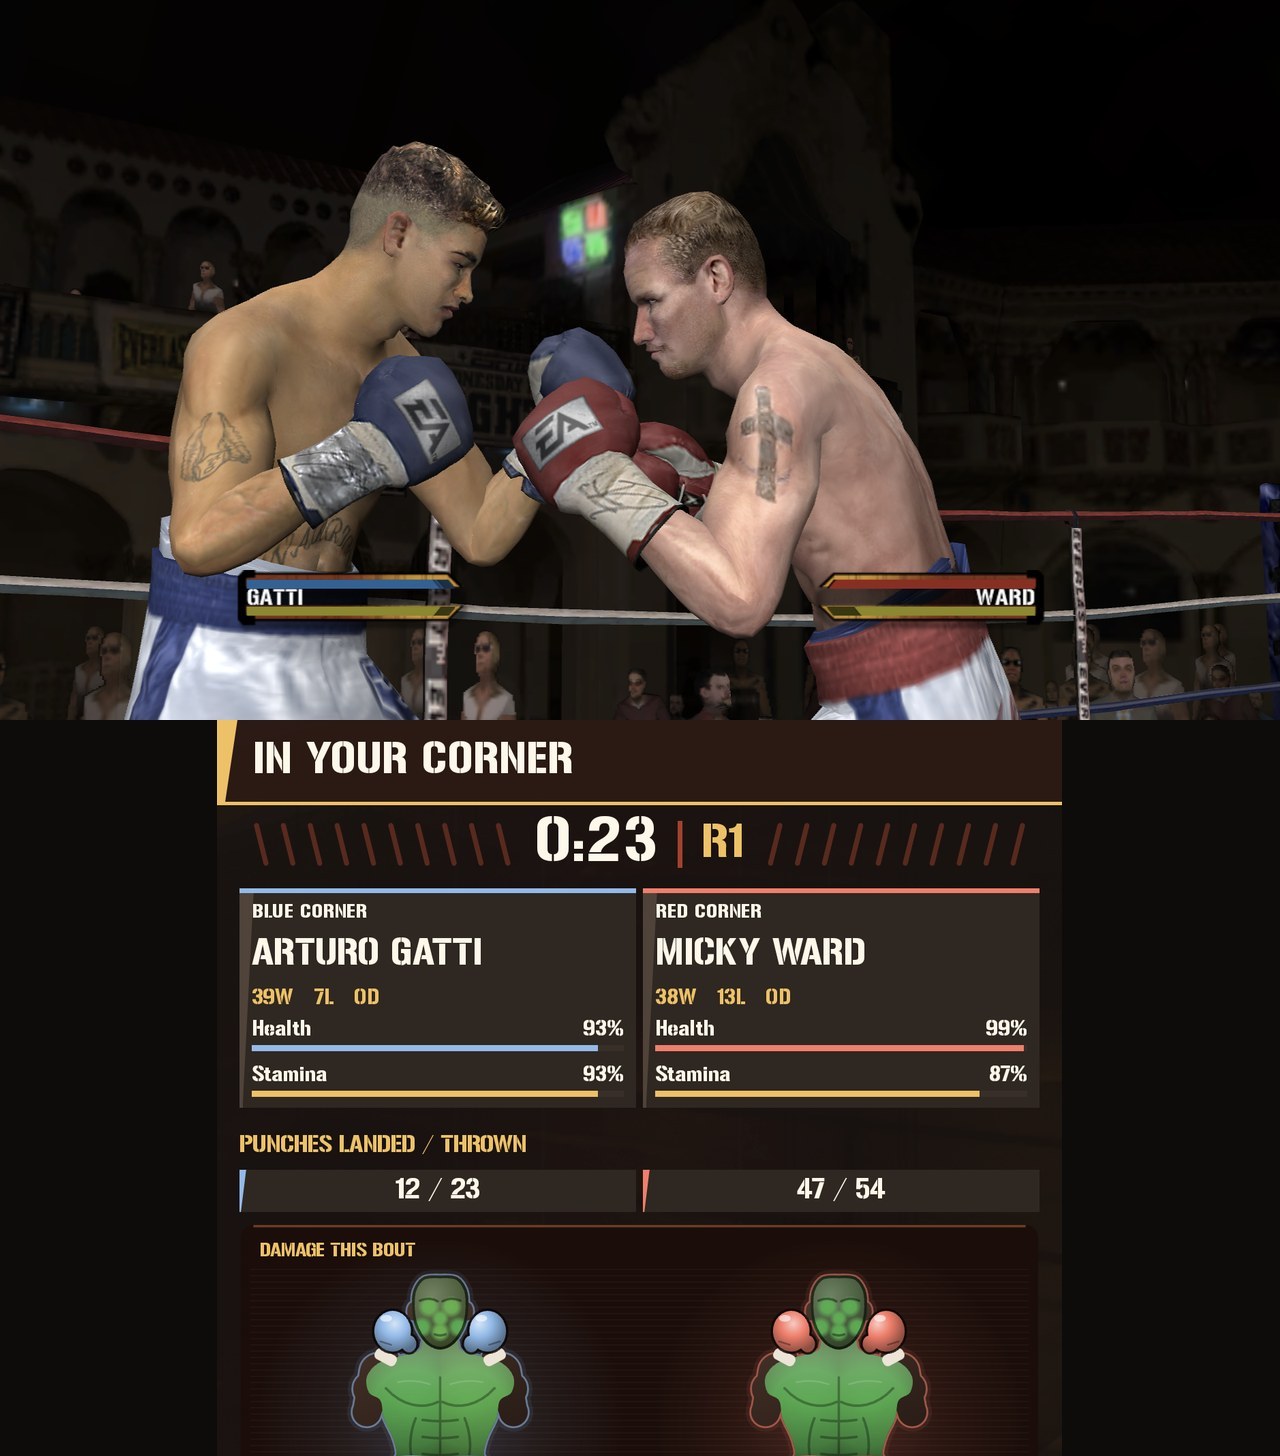 EVERLAS
EA
EA
GATTI
WARD
EVERLAST
IN YOUR CORNER
0:23 | R1
BLUE CORNER
ARTURO GATTI
39W 7L 0D
Health 93%
Stamina 93%
RED CORNER
MICKY WARD
38W 13L 0D
Health 99%
Stamina 87%
PUNCHES LANDED / THROWN
12 / 23
47 / 54
DAMAGE THIS BOUT